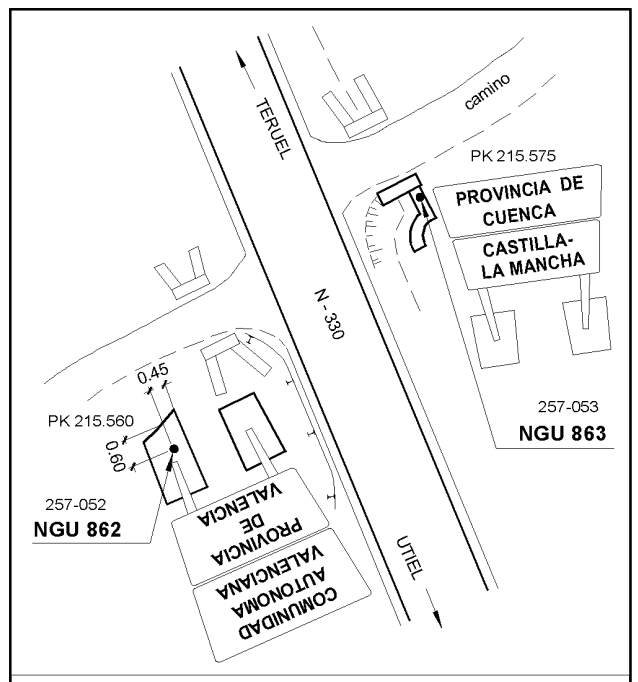 TERUEL
camino
PK 215.575
PROVINCIA DE
CUENCA
CASTILLA-
LA MANCHA
N - 330
0.45
PK 215.560
0.60
257-053
NGU 863
257-052
NGU 862
UTIEL
COMUNIDAD
AUTONOMA
VALENCIANA
PROVINCIA
DE
VALENCIA